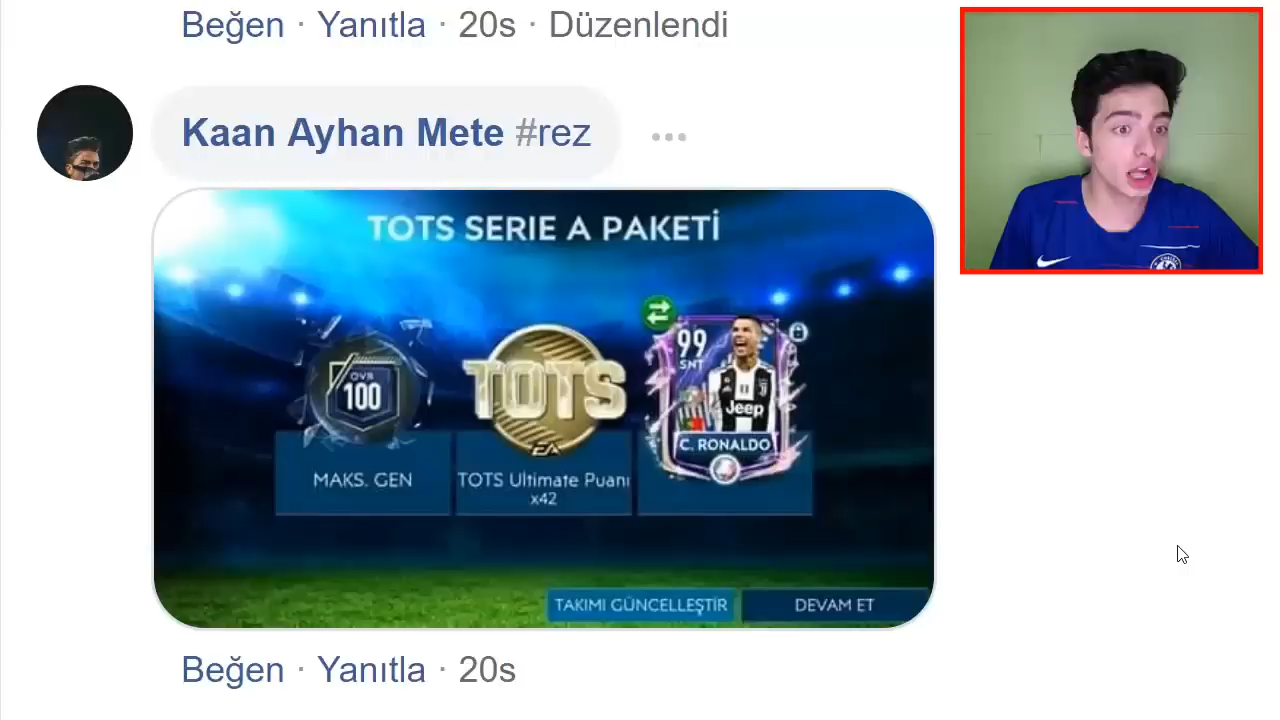 Beğen · Yanıtla · 20s · Düzenlendi
Kaan Ayhan Mete #rez
TOTS SERIE A PAKETİ
OVR
100
MAKS. GEN
TOTS
EA
TOTS Ultimate Puanı
x42
99
SNT
Jeep
C. RONALDO
TAKIMI GÜNCELLEŞTİR
DEVAM ET
Beğen · Yanıtla · 20s